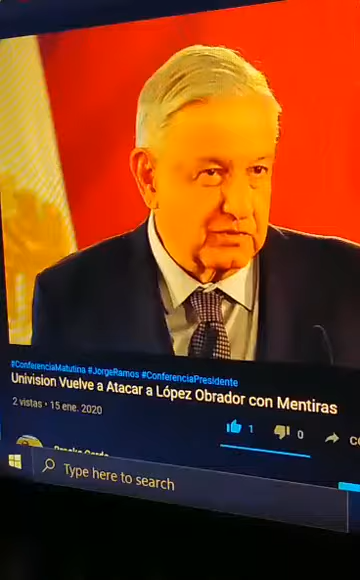 #ConferenciaMatutina #JorgeRamos #ConferenciaPresidente
Univision Vuelve a Atacar a López Obrador con Mentiras
2 vistas • 15 ene. 2020
1
0
Type here to search